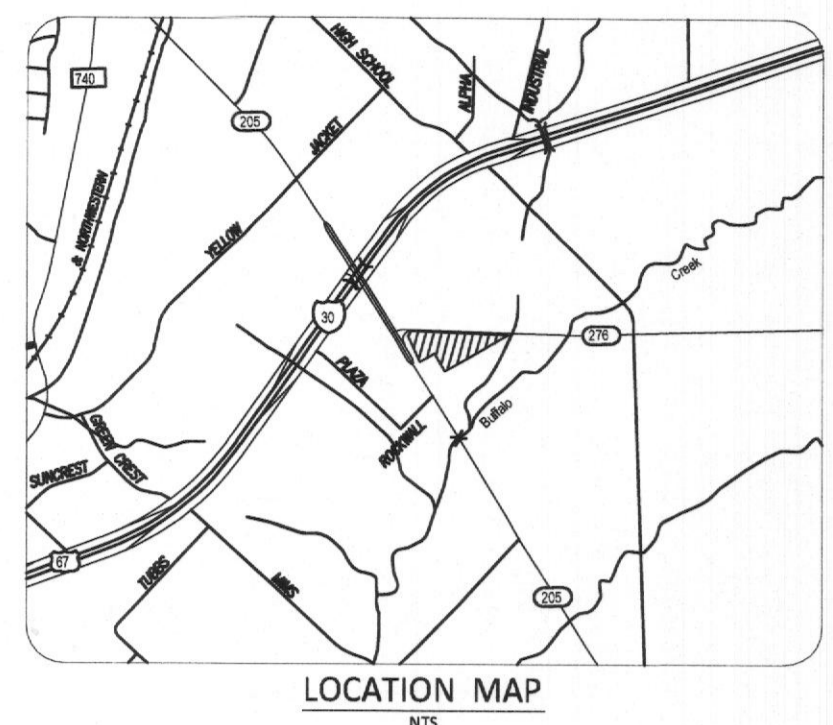 HIGH SCHOOL
ALPHA
INDUSTRIAL
740
205
JACKET
& NORTHWESTERN
YELLOW
Creek
30
276
PLAZA
Buffalo
ROCKWALL
GREEN CREST
SUNCREST
67
TUBBS
MIMS
205
LOCATION MAP
NTS